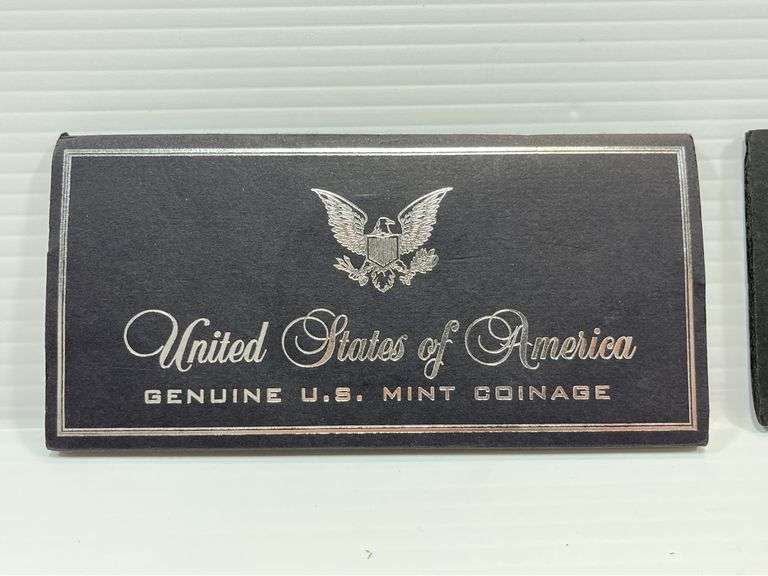 United States of America
GENUINE U.S. MINT COINAGE